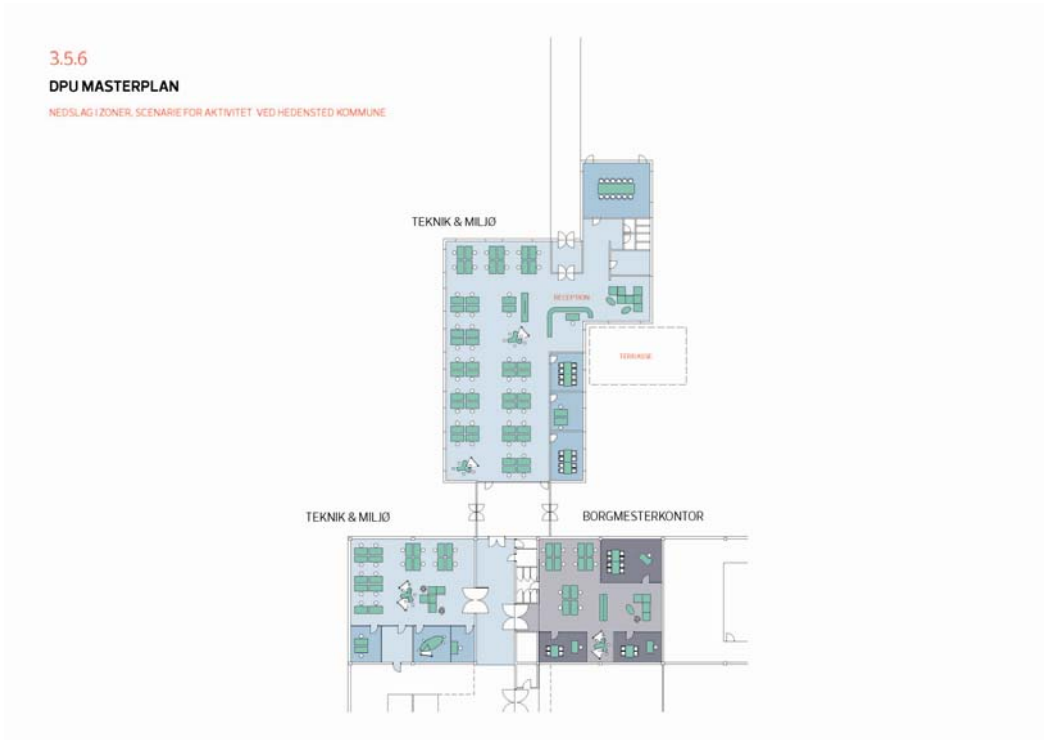 3.5.6
DPU MASTERPLAN
NEDSLAG I ZONER, SCENARIE FOR AKTIVITET VED HEDENSTED KOMMUNE
TEKNIK & MILJØ
RECEPTION
TERRASSE
TEKNIK & MILJØ
BORGMESTERKONTOR